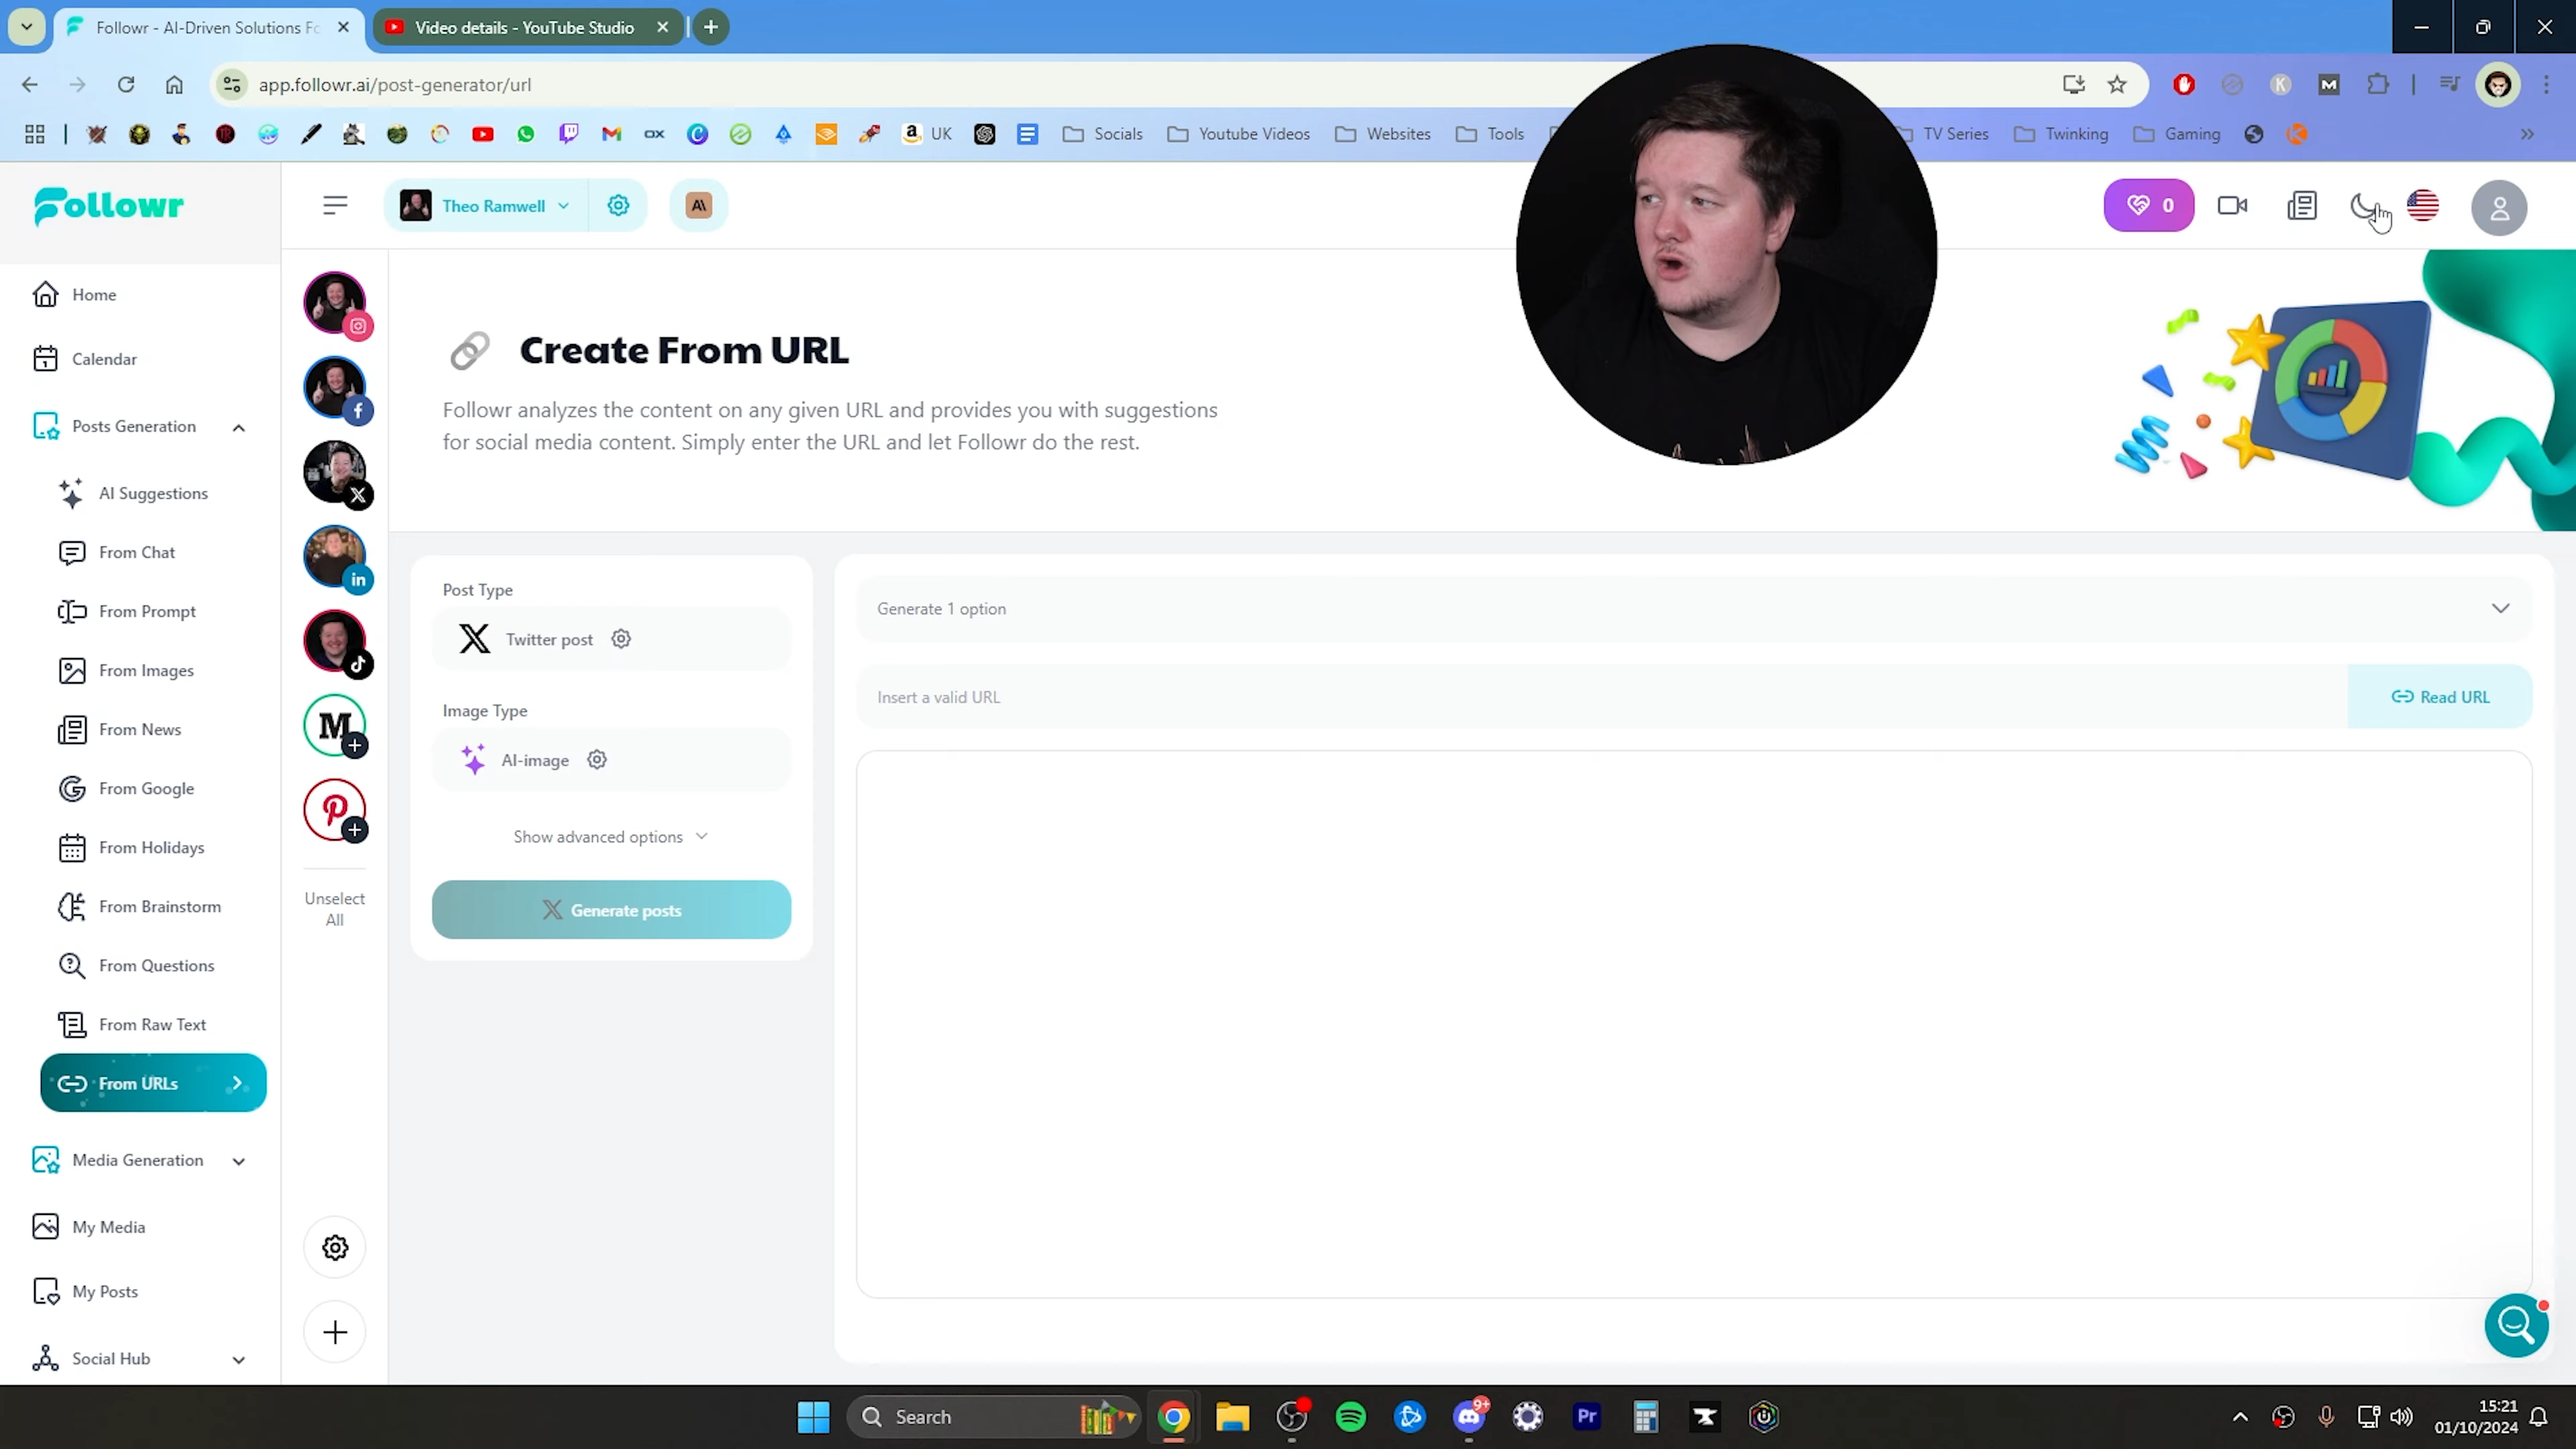 Followr - AI-Driven Solutions Fo
Video details - YouTube Studio
app.followr.ai/post-generator/url
UK
Socials
Youtube Videos
Websites
Tools
TV Series
Twinking
Gaming
Followr
Theo Ramwell
0
Home
Calendar
Posts Generation
AI Suggestions
From Chat
From Prompt
From Images
From News
From Google
From Holidays
From Brainstorm
From Questions
From Raw Text
From URLs
Media Generation
My Media
My Posts
Social Hub
Unselect
All
Create From URL
Followr analyzes the content on any given URL and provides you with suggestions
for social media content. Simply enter the URL and let Followr do the rest.
Post Type
Twitter post
Image Type
AI-image
Show advanced options
Generate posts
Generate 1 option
Insert a valid URL
Read URL
Search
Pr
9+
15:21
01/10/2024